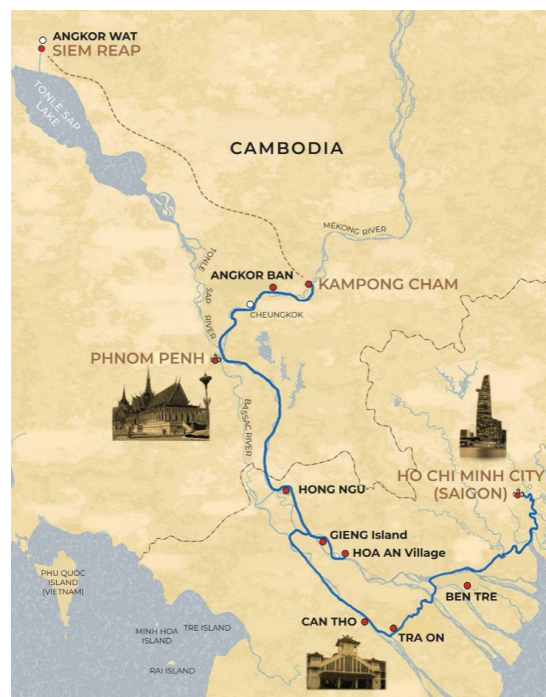 ANGKOR WAT
SIEM REAP
TONLE SAP
LAKE
CAMBODIA
MEKONG RIVER
TONLE
SAP
RIVER
ANGKOR BAN
KAMPONG CHAM
CHEUNGKOK
PHNOM PENH
BASSAC RIVER
HO CHI MINH CITY
(SAIGON)
HONG NGU
GIENG Island
HOA AN Village
PHU QUOC
ISLAND
(VIETNAM)
BEN TRE
CAN THO
TRA ON
MINH HOA
ISLAND
TRE ISLAND
RAI ISLAND